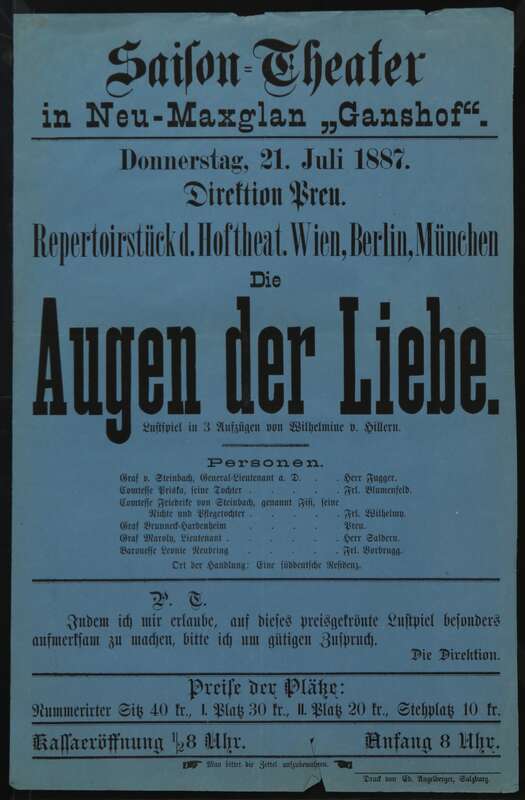 Saison-Theater
in Neu-Maxglan „Ganshof“.
Donnerstag, 21. Juli 1887.
Direktion Preu.
Repertoirstück d. Hoftheat. Wien, Berlin, München
Die
Augen der Liebe.
Lustspiel in 3 Aufzügen von Wilhelmine v. Hillern.
Personen.
Graf v. Steinbach, General-Lieutenant a. D. . . Herr Fugger.
Comtesse Priska, seine Tochter . . . . . . Frl. Blumenfeld.
Comtesse Friederike von Steinbach, genannt Fifi, seine
Nichte und Pflegetochter . . . . . . Frl. Wilhelmy.
Graf Brunneck-Hardenheim . . . . . . Preu.
Graf Maroly, Lieutenant . . . . . . . Herr Saldern.
Baronesse Leonie Neubring . . . . . . Frl. Vorbrugg.
Ort der Handlung: Eine süddeutsche Residenz.
P. T.
Indem ich mir erlaube, auf dieses preisgekrönte Lustspiel besonders
aufmerksam zu machen, bitte ich um gütigen Zuspruch.
Die Direktion.
Preise der Plätze:
Nummerirter Sitz 40 kr., I. Platz 30 kr., II. Platz 20 kr., Stehplatz 10 kr.
Kassaeröffnung 1/2 8 Uhr. Anfang 8 Uhr.
Man bittet die Zettel aufzubewahren.
Druck von Ed. Angelberger, Salzburg.